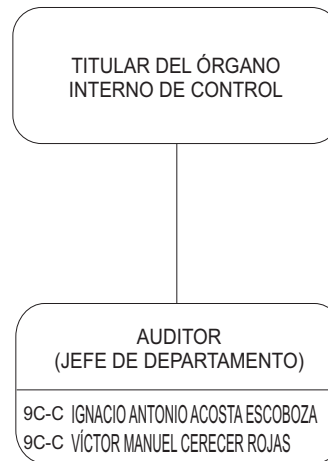 TITULAR DEL ÓRGANO
INTERNO DE CONTROL
AUDITOR
(JEFE DE DEPARTAMENTO)
9C-C IGNACIO ANTONIO ACOSTA ESCOBOZA
9C-C VÍCTOR MANUEL CERECER ROJAS